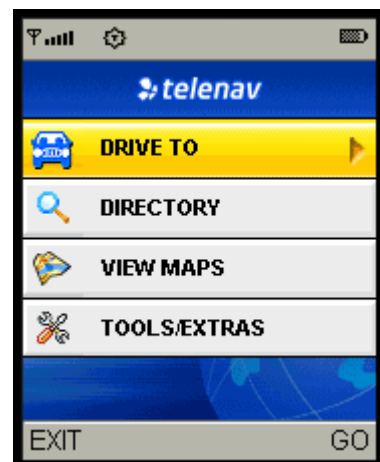 telenav
DRIVE TO
DIRECTORY
VIEW MAPS
TOOLS/EXTRAS
EXIT GO